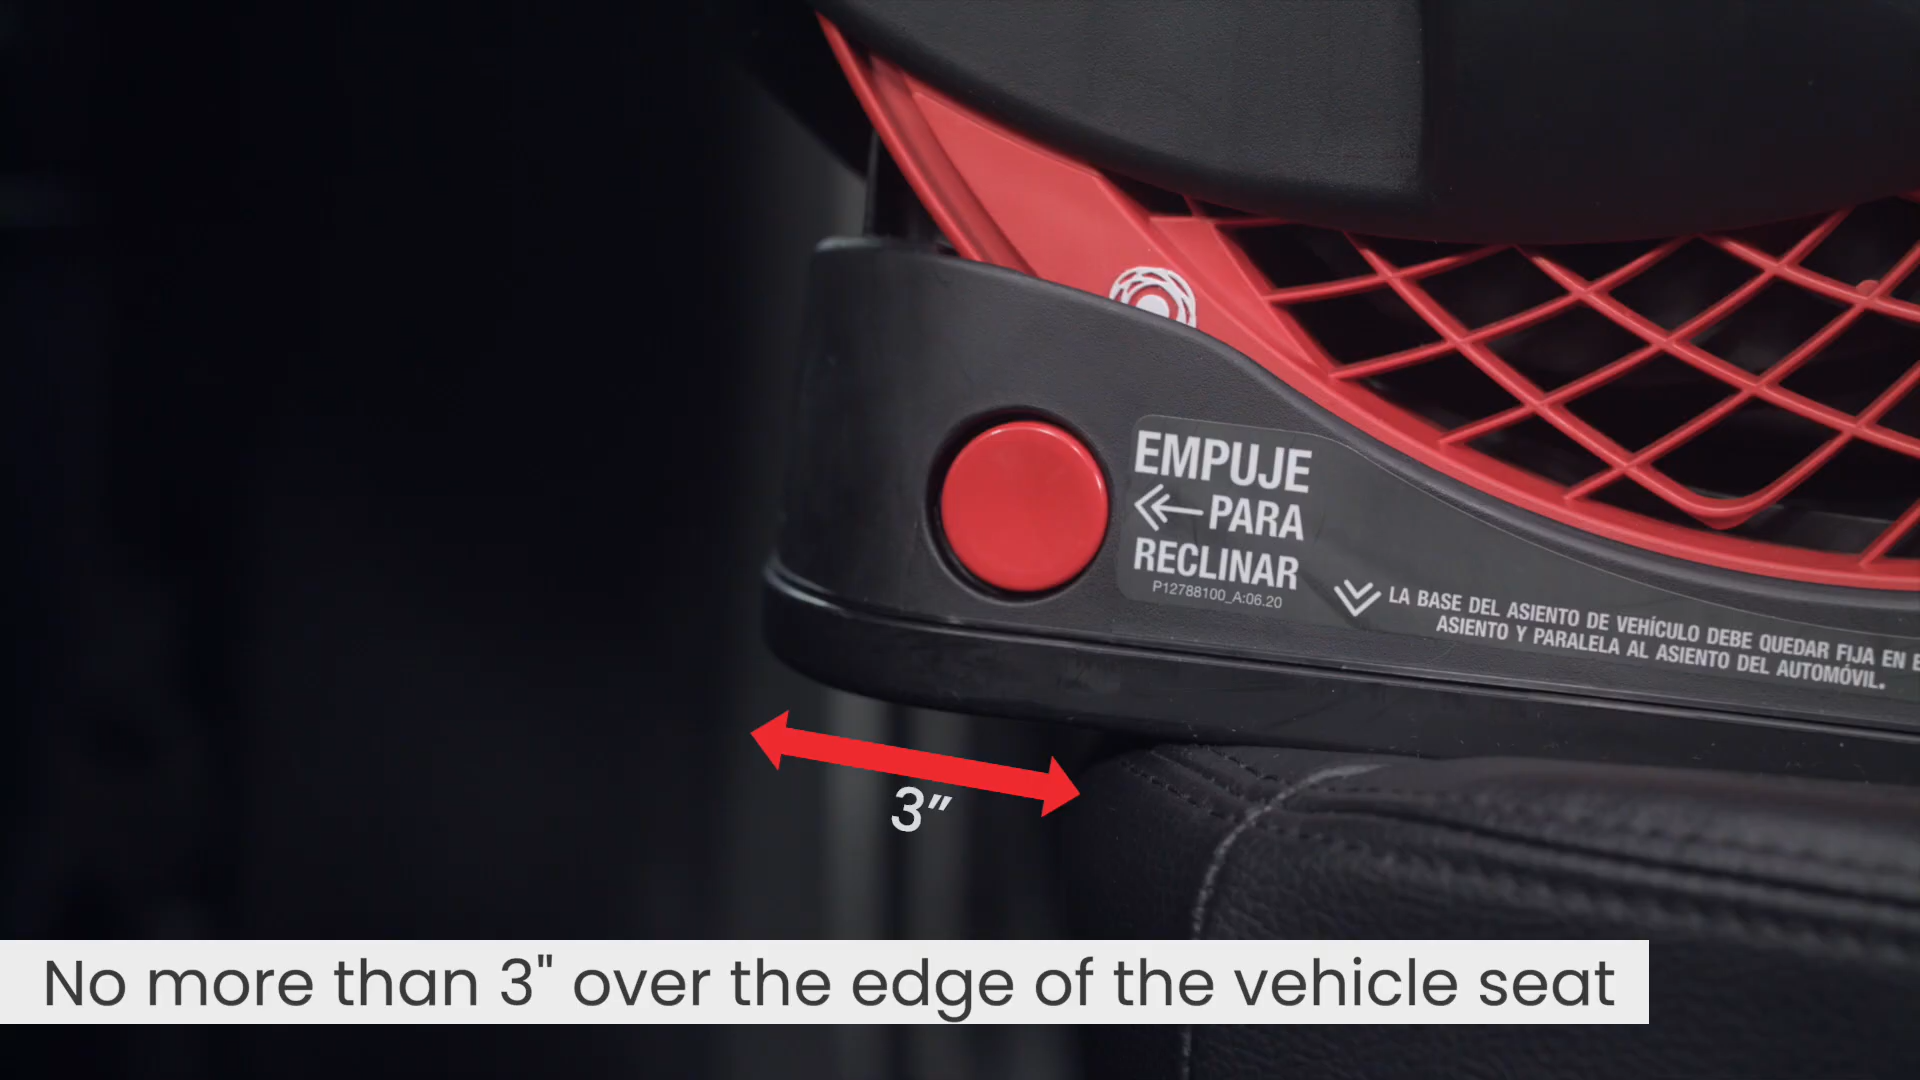 EMPUJE
PARA
RECLINAR
P12788100_A:06.20
LA BASE DEL ASIENTO DE VEHÍCULO DEBE QUEDAR FIJA EN
ASIENTO Y PARALELA AL ASIENTO DEL AUTOMÓVIL.
3"
No more than 3" over the edge of the vehicle seat